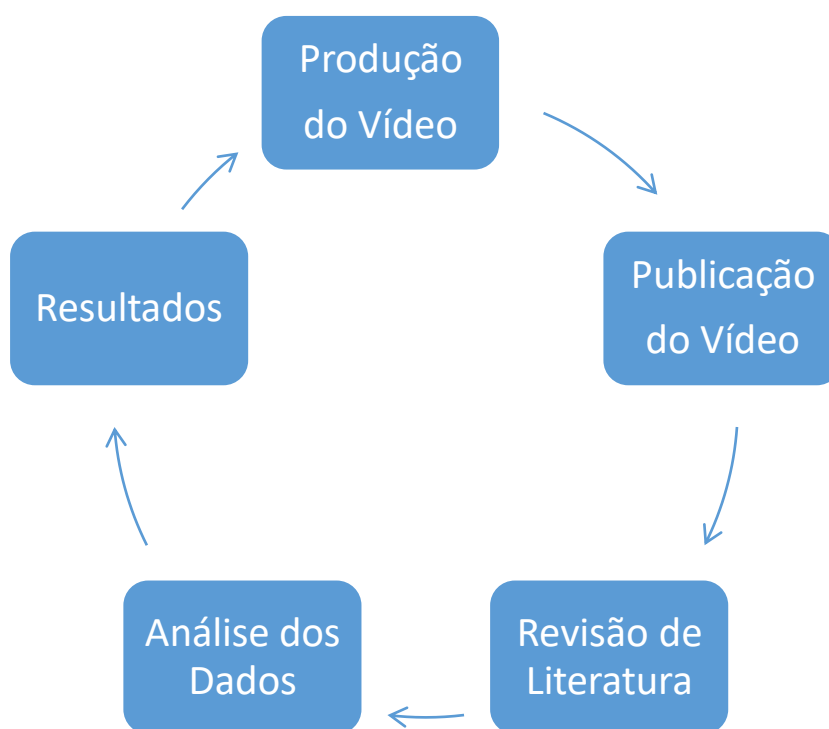 Produção
do Vídeo
Publicação
do Vídeo
Revisão de
Literatura
Análise dos
Dados
Resultados